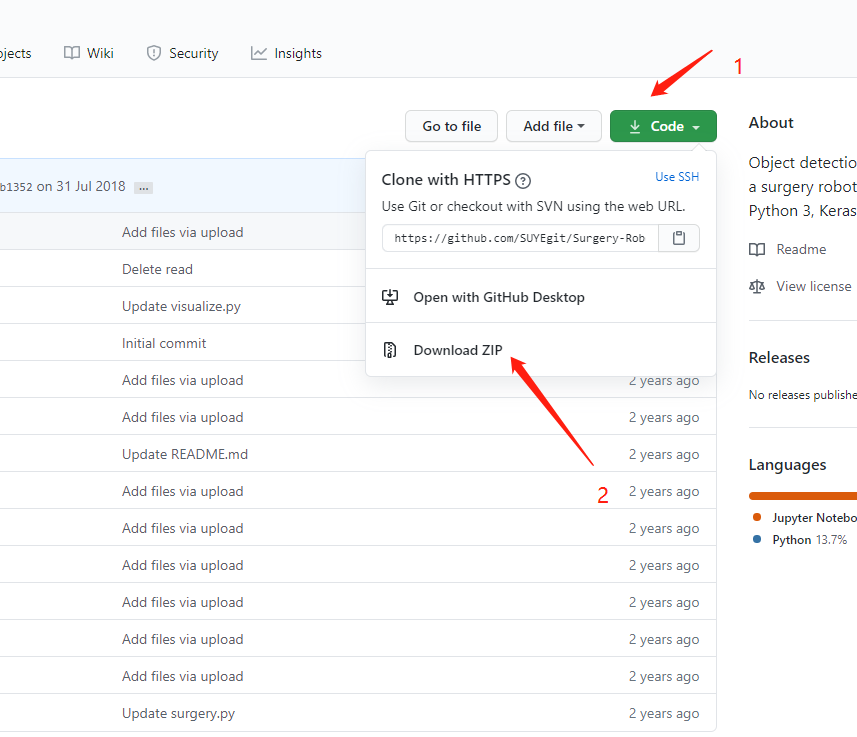 ojects Wiki Security Insights
1
Go to file Add file Code
About
Object detectio
a surgery robot
Python 3, Keras
Readme
View license
Releases
No releases publishe
Languages
Jupyter Notebo
Python 13.7%
b1352 on 31 Jul 2018 ...
Clone with HTTPS ?
Use SSH
Use Git or checkout with SVN using the web URL.
https://github.com/SUYEgit/Surgery-Rob
Open with GitHub Desktop
Download ZIP
2
Add files via upload
Delete read
Update visualize.py
Initial commit
Add files via upload 2 years ago
Add files via upload 2 years ago
Update README.md 2 years ago
Add files via upload 2 years ago
Add files via upload 2 years ago
Add files via upload 2 years ago
Add files via upload 2 years ago
Add files via upload 2 years ago
Add files via upload 2 years ago
Update surgery.py 2 years ago